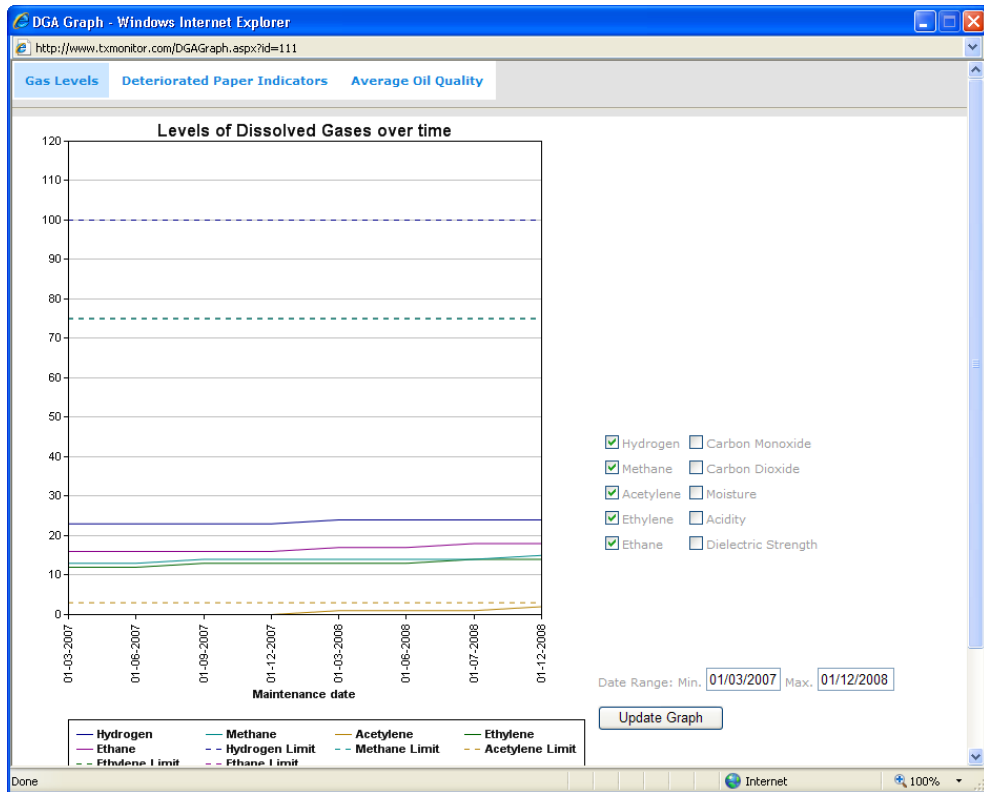 DGA Graph - Windows Internet Explorer
http://www.txmonitor.com/DGAGraph.aspx?id=111
Gas Levels Deteriorated Paper Indicators Average Oil Quality
Levels of Dissolved Gases over time
120
110
100
90
80
70
60
50
40
30
20
10
0
01-03-2007 01-06-2007 01-09-2007 01-12-2007 01-03-2008 01-06-2008 01-07-2008 01-12-2008
Maintenance date
Hydrogen Methane Acetylene Ethylene
Ethane Hydrogen Limit Methane Limit Acetylene Limit
Ethylene Limit Ethane Limit
Hydrogen Carbon Monoxide
Methane Carbon Dioxide
Acetylene Moisture
Ethylene Acidity
Ethane Dielectric Strength
Date Range: Min. 01/03/2007 Max. 01/12/2008
Update Graph
Done Internet 100%